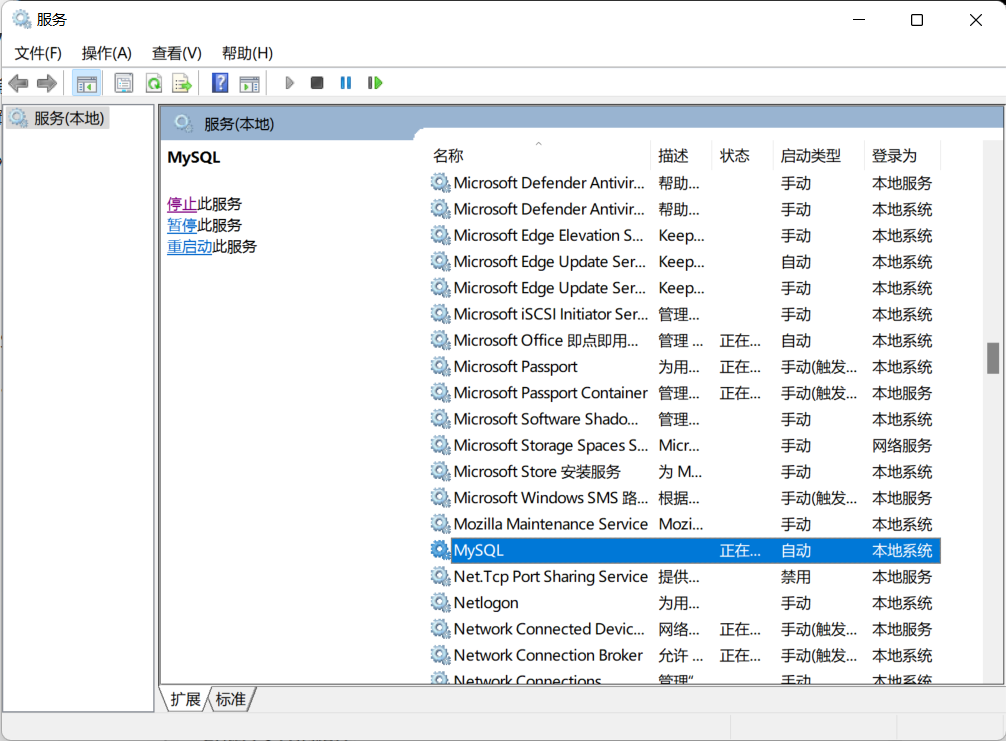 服务
文件(F) 操作(A) 查看(V) 帮助(H)
服务(本地)
服务(本地)
MySQL
停止此服务
暂停此服务
重启动此服务
名称 描述 状态 启动类型 登录为
Microsoft Defender Antivir... 帮助... 手动 本地服务
Microsoft Defender Antivir... 帮助... 手动 本地系统
Microsoft Edge Elevation S... Keep... 手动 本地系统
Microsoft Edge Update Ser... Keep... 自动 本地系统
Microsoft Edge Update Ser... Keep... 手动 本地系统
Microsoft iSCSI Initiator Ser... 管理... 手动 本地系统
Microsoft Office 即点即用... 管理 ... 正在... 自动 本地系统
Microsoft Passport 为用... 正在... 手动(触发... 本地系统
Microsoft Passport Container 管理... 正在... 手动(触发... 本地服务
Microsoft Software Shado... 管理... 手动 本地系统
Microsoft Storage Spaces S... Micr... 手动 网络服务
Microsoft Store 安装服务 为 M... 手动 本地系统
Microsoft Windows SMS 路... 根据... 手动(触发... 本地服务
Mozilla Maintenance Service Mozi... 手动 本地系统
MySQL 正在... 自动 本地系统
Net.Tcp Port Sharing Service 提供... 禁用 本地服务
Netlogon 为用... 手动 本地系统
Network Connected Devic... 网络... 正在... 手动(触发... 本地服务
Network Connection Broker 允许 ... 正在... 手动(触发... 本地系统
Network Connections 管理“ 手动 本地系统
扩展 标准